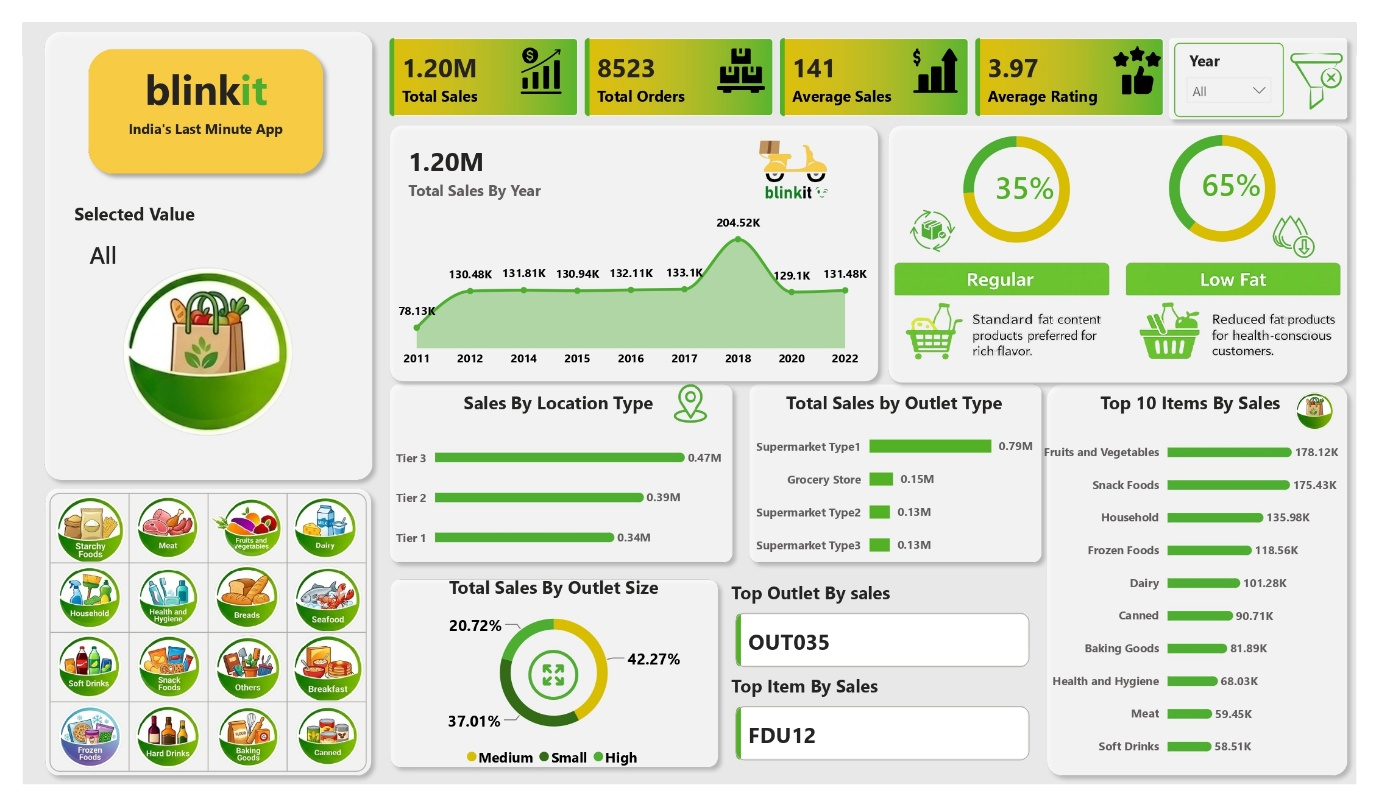 blinkit
India's Last Minute App
Selected Value
All
Starchy
Foods
Meat
Fruits and
Vegetables
Dairy
Household
Health and
Hygiene
Breads
Seafood
Soft Drinks
Snack
Foods
Others
Breakfast
Frozen
Foods
Hard Drinks
Baking
Goods
Canned
1.20M
Total Sales
8523
Total Orders
141
Average Sales
3.97
Average Rating
Year
All
1.20M
Total Sales By Year
blinkit
204.52K
130.48K 131.81K 130.94K 132.11K 133.1K 129.1K 131.48K
78.13K
2011 2012 2014 2015 2016 2017 2018 2020 2022
35%
Regular
Standard fat content
products preferred for
rich flavor.
65%
Low Fat
Reduced fat products
for health-conscious
customers.
Sales By Location Type
Tier 3 0.47M
Tier 2 0.39M
Tier 1 0.34M
Total Sales by Outlet Type
Supermarket Type1 0.79M
Grocery Store 0.15M
Supermarket Type2 0.13M
Supermarket Type3 0.13M
Top 10 Items By Sales
Fruits and Vegetables 178.12K
Snack Foods 175.43K
Household 135.98K
Frozen Foods 118.56K
Dairy 101.28K
Canned 90.71K
Baking Goods 81.89K
Health and Hygiene 68.03K
Meat 59.45K
Soft Drinks 58.51K
Total Sales By Outlet Size
20.72%
42.27%
37.01%
Medium Small High
Top Outlet By sales
OUT035
Top Item By Sales
FDU12